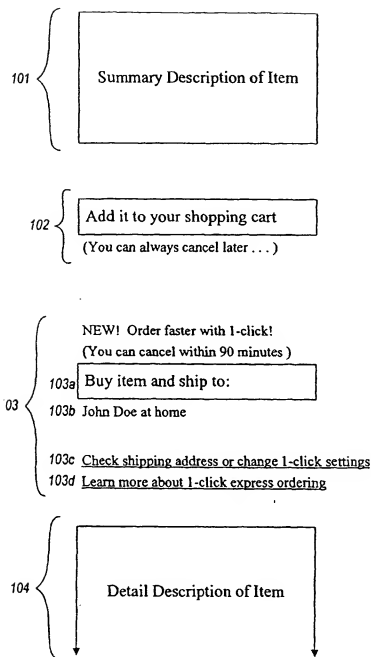 101
Summary Description of Item
102
Add it to your shopping cart
(You can always cancel later . . . )
NEW! Order faster with 1-click!
(You can cancel within 90 minutes )
103a Buy item and ship to:
03
103b John Doe at home
103c Check shipping address or change 1-click settings
103d Learn more about 1-click express ordering
104
Detail Description of Item